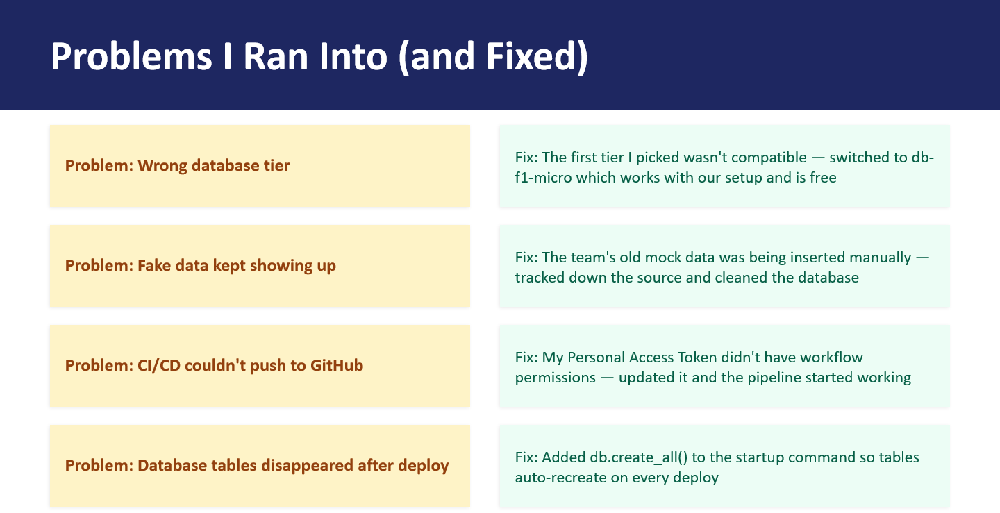 Problems I Ran Into (and Fixed)
Problem: Wrong database tier
Fix: The first tier I picked wasn't compatible — switched to db-
f1-micro which works with our setup and is free
Problem: Fake data kept showing up
Fix: The team's old mock data was being inserted manually —
tracked down the source and cleaned the database
Problem: CI/CD couldn't push to GitHub
Fix: My Personal Access Token didn't have workflow
permissions — updated it and the pipeline started working
Problem: Database tables disappeared after deploy
Fix: Added db.create_all() to the startup command so tables
auto-recreate on every deploy